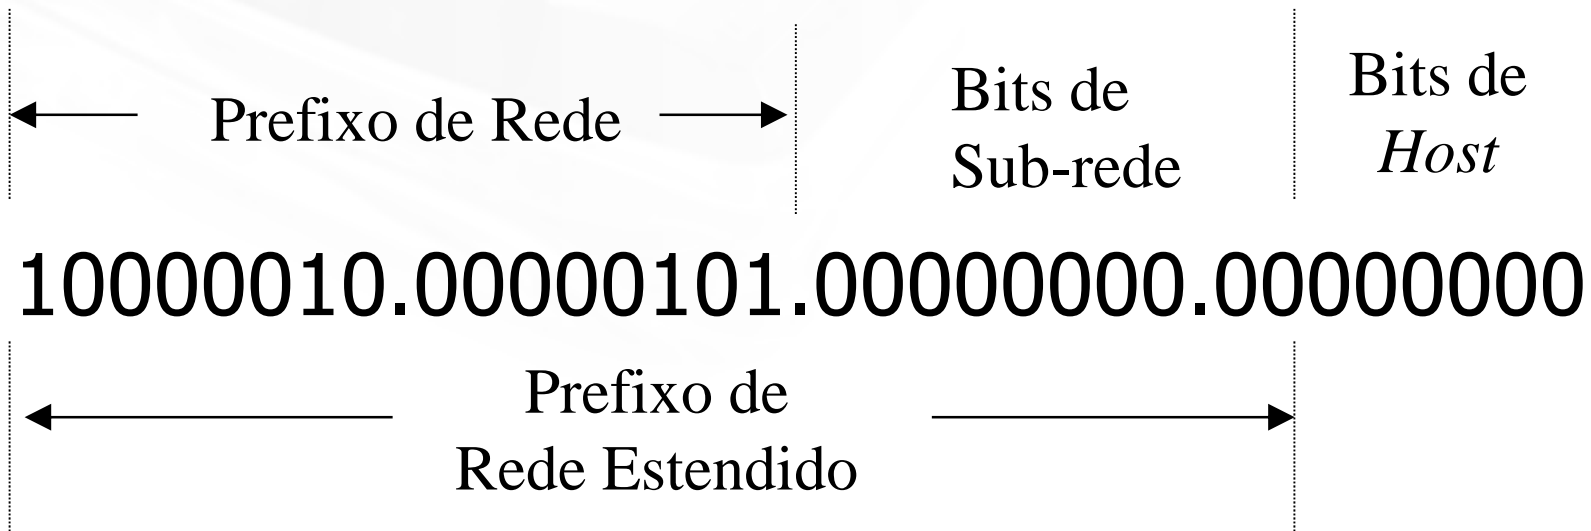 Prefixo de Rede
Bits de
Sub-rede
Bits de
Host
10000010.00000101.00000000.00000000
Prefixo de
Rede Estendido